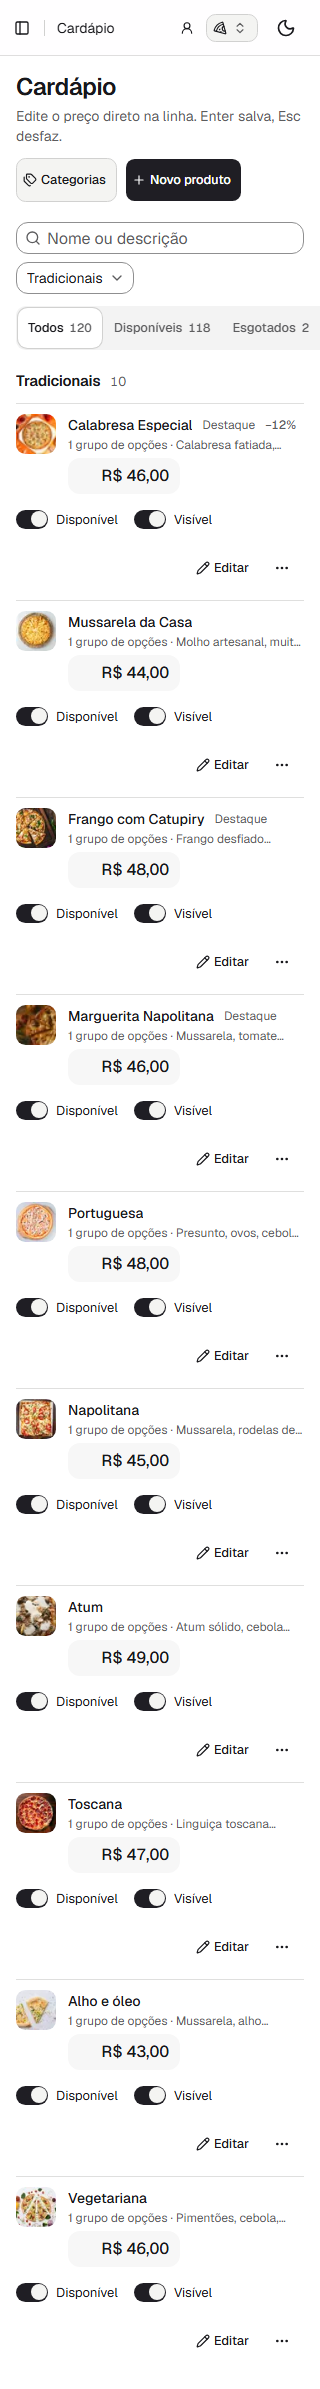 Cardápio
Cardápio
Edite o preço direto na linha. Enter salva, Esc
desfaz.
Categorias
Novo produto
Nome ou descrição
Tradicionais
Todos 120 Disponíveis 118 Esgotados 2
Tradicionais 10
Calabresa Especial Destaque −12%
1 grupo de opções · Calabresa fatiada,...
R$ 46,00
Disponível Visível
Editar
Mussarela da Casa
1 grupo de opções · Molho artesanal, muit...
R$ 44,00
Disponível Visível
Editar
Frango com Catupiry Destaque
1 grupo de opções · Frango desfiado...
R$ 48,00
Disponível Visível
Editar
Marguerita Napolitana Destaque
1 grupo de opções · Mussarela, tomate...
R$ 46,00
Disponível Visível
Editar
Portuguesa
1 grupo de opções · Presunto, ovos, cebol...
R$ 48,00
Disponível Visível
Editar
Napolitana
1 grupo de opções · Mussarela, rodelas de...
R$ 45,00
Disponível Visível
Editar
Atum
1 grupo de opções · Atum sólido, cebola...
R$ 49,00
Disponível Visível
Editar
Toscana
1 grupo de opções · Linguiça toscana...
R$ 47,00
Disponível Visível
Editar
Alho e óleo
1 grupo de opções · Mussarela, alho...
R$ 43,00
Disponível Visível
Editar
Vegetariana
1 grupo de opções · Pimentões, cebola,...
R$ 46,00
Disponível Visível
Editar